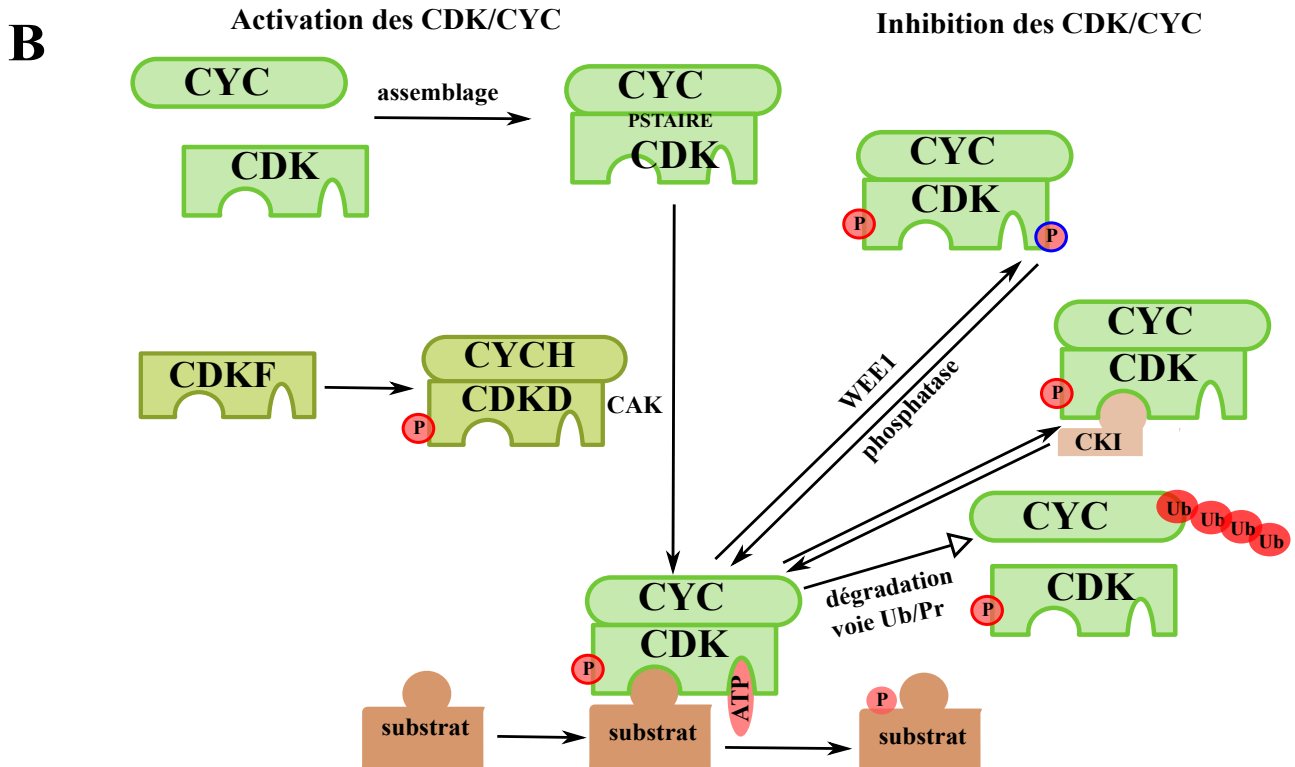 Activation des CDK/CYC
Inhibition des CDK/CYC
B
CYC
assemblage
CDK
CYC
PSTAIRE
CDK
CYC
CDK
P
P
CDKF
CYCH
CDKD
P
CAK
WEE1
phosphatase
CYC
CDK
P
CKI
CYC
Ub
Ub
Ub
Ub
CDK
P
dégradation
voie Ub/Pr
CYC
CDK
P
ATP
substrat
substrat
P
substrat